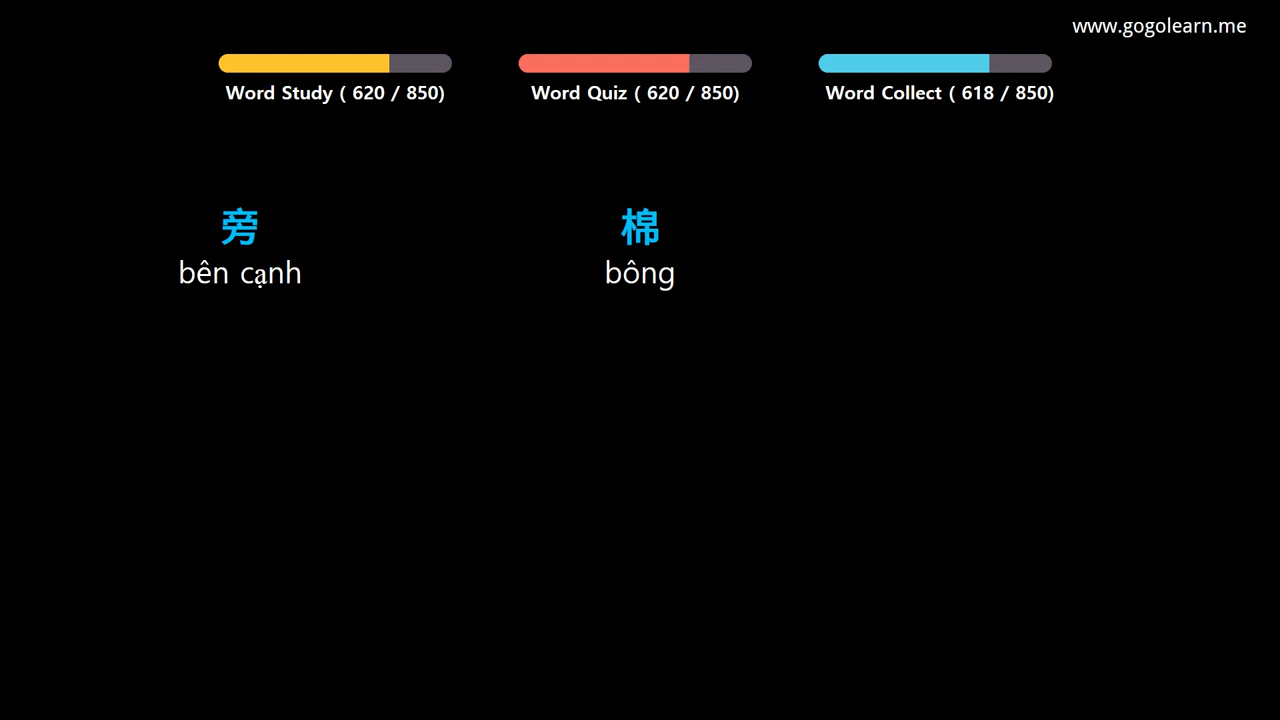 www.gogolearn.me
Word Study ( 620 / 850)
Word Quiz ( 620 / 850)
Word Collect ( 618 / 850)
旁
bên cạnh
棉
bông